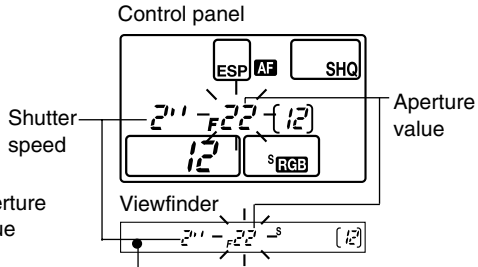 Control panel
ESP AF SHQ
2'' F22 [12]
12 sRGB
Shutter
speed
Aperture
value
erture
ue
Viewfinder
2'' F22 s [12]